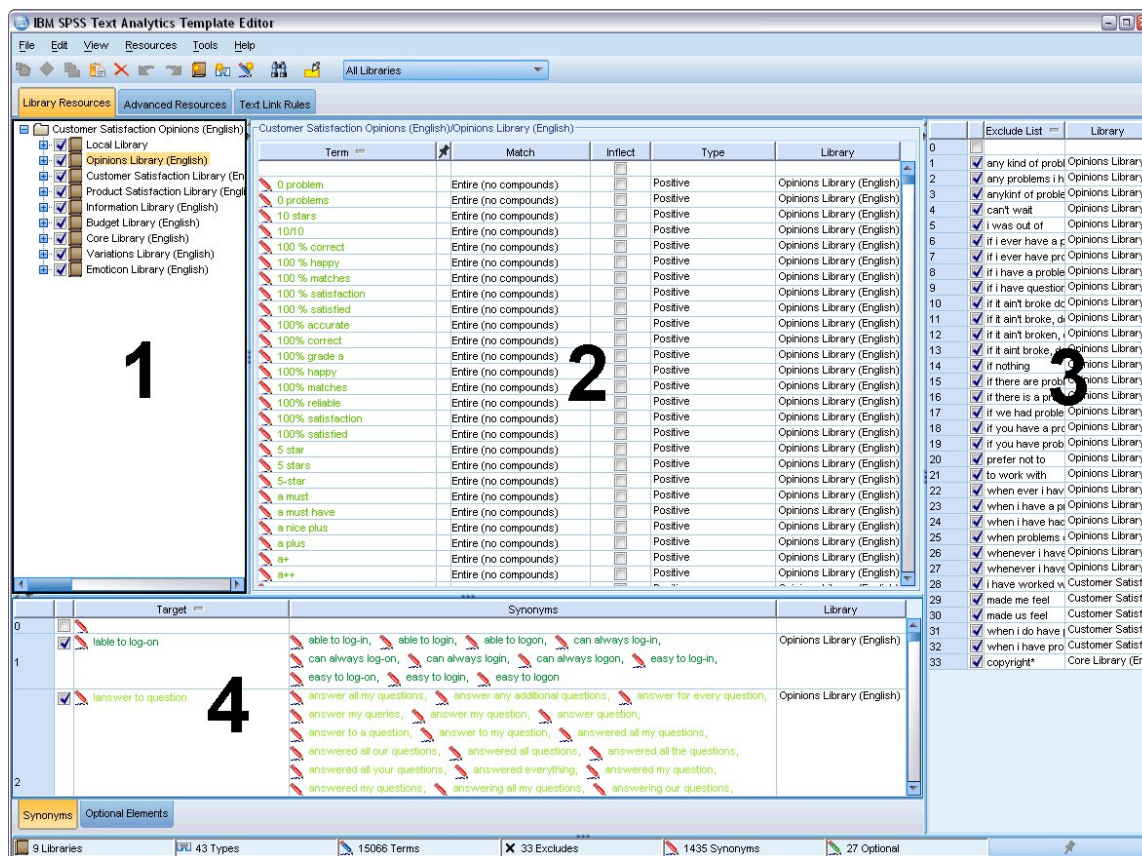 IBM SPSS Text Analytics Template Editor
File Edit View Resources Tools Help
All Libraries
Library Resources Advanced Resources Text Link Rules
Customer Satisfaction Opinions (English)
Local Library
Opinions Library (English)
Customer Satisfaction Library (En
Product Satisfaction Library (Engli
Information Library (English)
Budget Library (English)
Core Library (English)
Variations Library (English)
Emoticon Library (English)
1
Customer Satisfaction Opinions (English)/Opinions Library (English)
Term Match Inflect Type Library
0 problem Entire (no compounds) Positive Opinions Library (English)
0 problems Entire (no compounds) Positive Opinions Library (English)
10 stars Entire (no compounds) Positive Opinions Library (English)
10/10 Entire (no compounds) Positive Opinions Library (English)
100 % correct Entire (no compounds) Positive Opinions Library (English)
100 % happy Entire (no compounds) Positive Opinions Library (English)
100 % matches Entire (no compounds) Positive Opinions Library (English)
100 % satisfaction Entire (no compounds) Positive Opinions Library (English)
100 % satisfied Entire (no compounds) Positive Opinions Library (English)
100% accurate Entire (no compounds) Positive Opinions Library (English)
100% correct Entire (no compounds) Positive Opinions Library (English)
100% grade a Entire (no compounds) Positive Opinions Library (English)
100% happy Entire (no compounds) Positive Opinions Library (English)
100% matches Entire (no compounds) Positive Opinions Library (English)
100% reliable Entire (no compounds) Positive Opinions Library (English)
100% satisfaction Entire (no compounds) Positive Opinions Library (English)
100% satisfied Entire (no compounds) Positive Opinions Library (English)
5 star Entire (no compounds) Positive Opinions Library (English)
5 stars Entire (no compounds) Positive Opinions Library (English)
5-star Entire (no compounds) Positive Opinions Library (English)
a must Entire (no compounds) Positive Opinions Library (English)
a must have Entire (no compounds) Positive Opinions Library (English)
a nice plus Entire (no compounds) Positive Opinions Library (English)
a plus Entire (no compounds) Positive Opinions Library (English)
a+ Entire (no compounds) Positive Opinions Library (English)
a++ Entire (no compounds) Positive Opinions Library (English)
2
Exclude List Library
0
1 any kind of probl Opinions Library
2 any problems i h Opinions Library
3 anykinf of proble Opinions Library
4 can't wait Opinions Library
5 i was out of Opinions Library
6 if i ever have a p Opinions Library
7 if i ever have pro Opinions Library
8 if i have a proble Opinions Library
9 if i have question Opinions Library
10 if it ain't broke do Opinions Library
11 if it ain't broke, d Opinions Library
12 if it ain't broken, Opinions Library
13 if it aint broke, d Opinions Library
14 if nothing Opinions Library
15 if there are prob Opinions Library
16 if there is a pr Opinions Library
17 if we had proble Opinions Library
18 if you have a pro Opinions Library
19 if you have prob Opinions Library
20 prefer not to Opinions Library
21 to work with Opinions Library
22 when ever i hav Opinions Library
23 when i have a pr Opinions Library
24 when i have had Opinions Library
25 when problems Opinions Library
26 whenever i have Opinions Library
27 whenever i have Opinions Library
28 i have worked w Customer Satisf
29 made me feel Customer Satisf
30 made us feel Customer Satisf
31 when i do have Customer Satisf
32 when i have pro Customer Satisf
33 copyright* Core Library (En
3
Target Synonyms Library
0
1 !able to log-on able to log-in, able to login, able to logon, can always log-in, Opinions Library (English)
can always log-on, can always login, can always logon, easy to log-in,
easy to log-on, easy to login, easy to logon
2 !answer to question answer all my questions, answer any additional questions, answer for every question, Opinions Library (English)
answer my queries, answer my question, answer question,
answer to a question, answer to my question, answered all my questions,
answered all our questions, answered all questions, answered all the questions,
answered all your questions, answered everything, answered my question,
answered my questions, answering all my questions, answering our questions,
4
Synonyms Optional Elements
9 Libraries 43 Types 15066 Terms 33 Excludes 1435 Synonyms 27 Optional